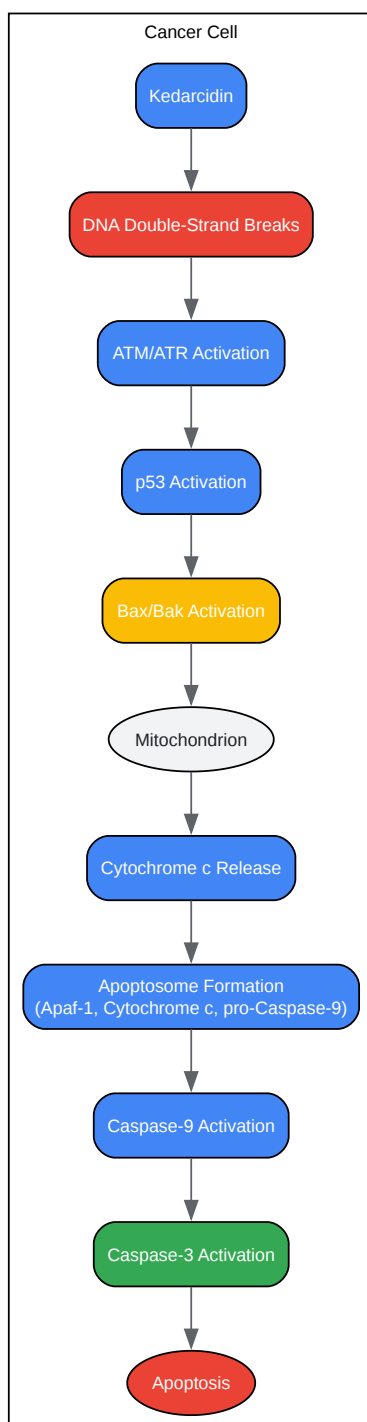 Cancer Cell
Kedarcidin
DNA Double-Strand Breaks
ATM/ATR Activation
p53 Activation
Bax/Bak Activation
Mitochondrion
Cytochrome c Release
Apoptosome Formation
(Apaf-1, Cytochrome c, pro-Caspase-9)
Caspase-9 Activation
Caspase-3 Activation
Apoptosis